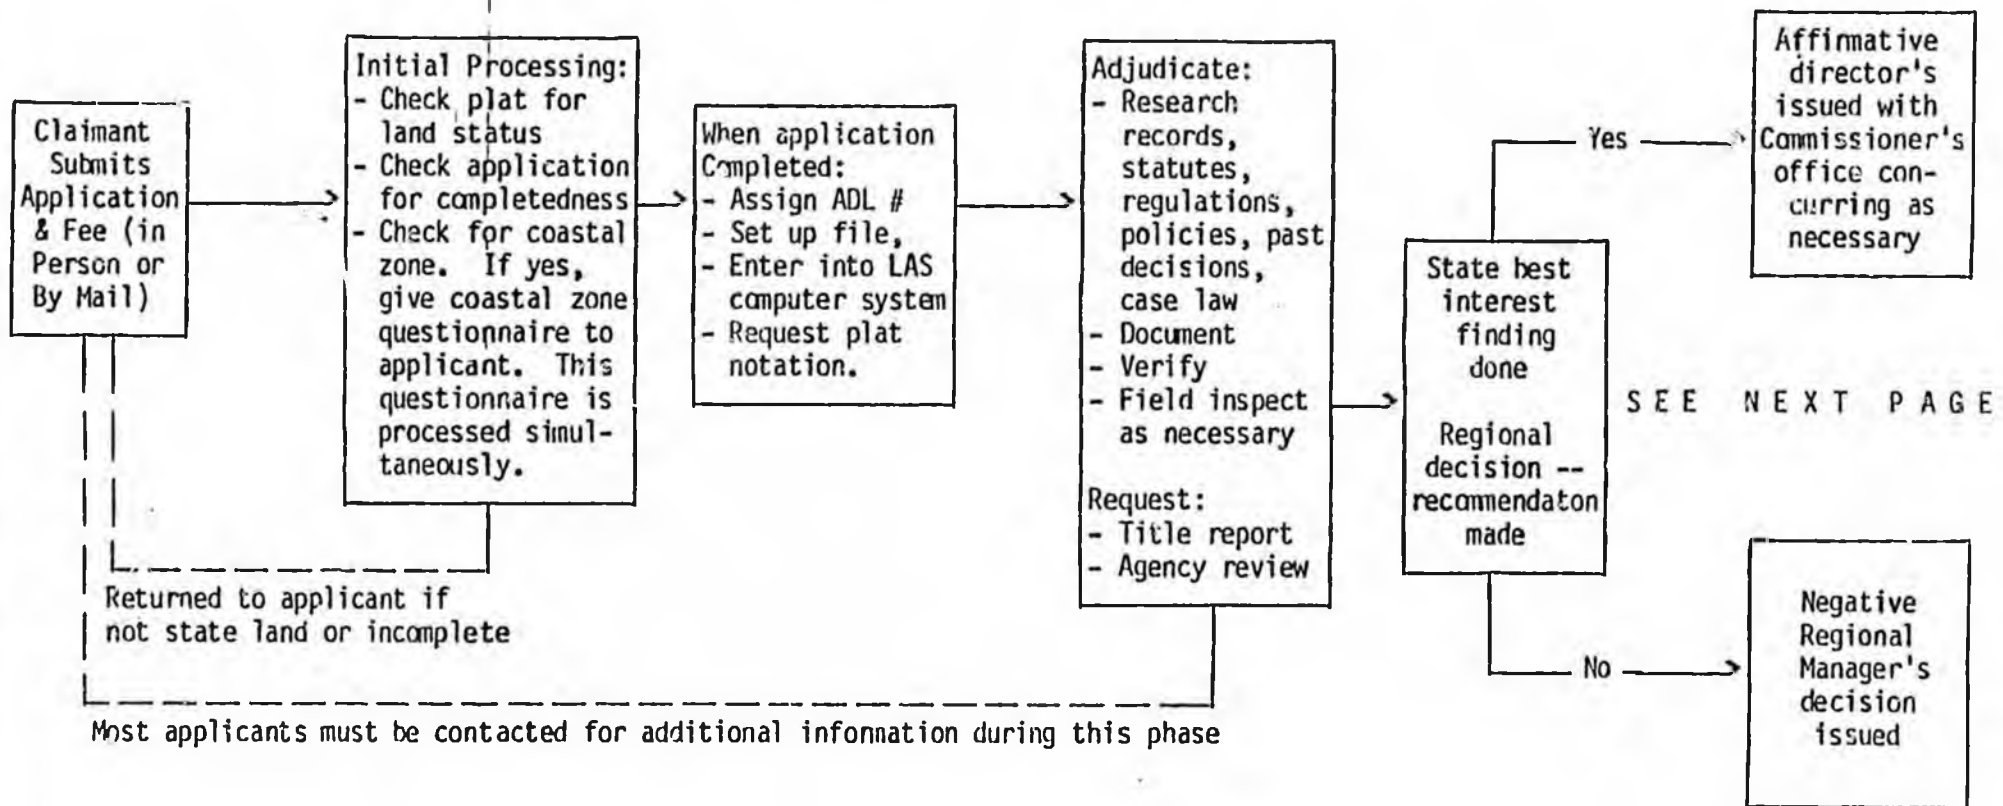 Claimant
Submits
Application
& Fee (in
Person or
By Mail)
Initial Processing:
- Check plat for
land status
- Check application
for completedness
- Check for coastal
zone. If yes,
give coastal zone
questionnaire to
applicant. This
questionnaire is
processed simul-
taneously.
When application
Completed:
- Assign ADL #
- Set up file,
- Enter into LAS
computer system
- Request plat
notation.
Adjudicate:
- Research
records,
statutes,
regulations,
policies, past
decisions,
case law
- Document
- Verify
- Field inspect
as necessary
Request:
- Title report
- Agency review
State best
interest
finding
done
Regional
decision --
recommendaton
made
Yes
Affirmative
director's
issued with
Commissioner's
office con-
curring as
necessary
SEE NEXT PAGE
No
Negative
Regional
Manager's
decision
issued
Returned to applicant if
not state land or incomplete
Most applicants must be contacted for additional information during this phase